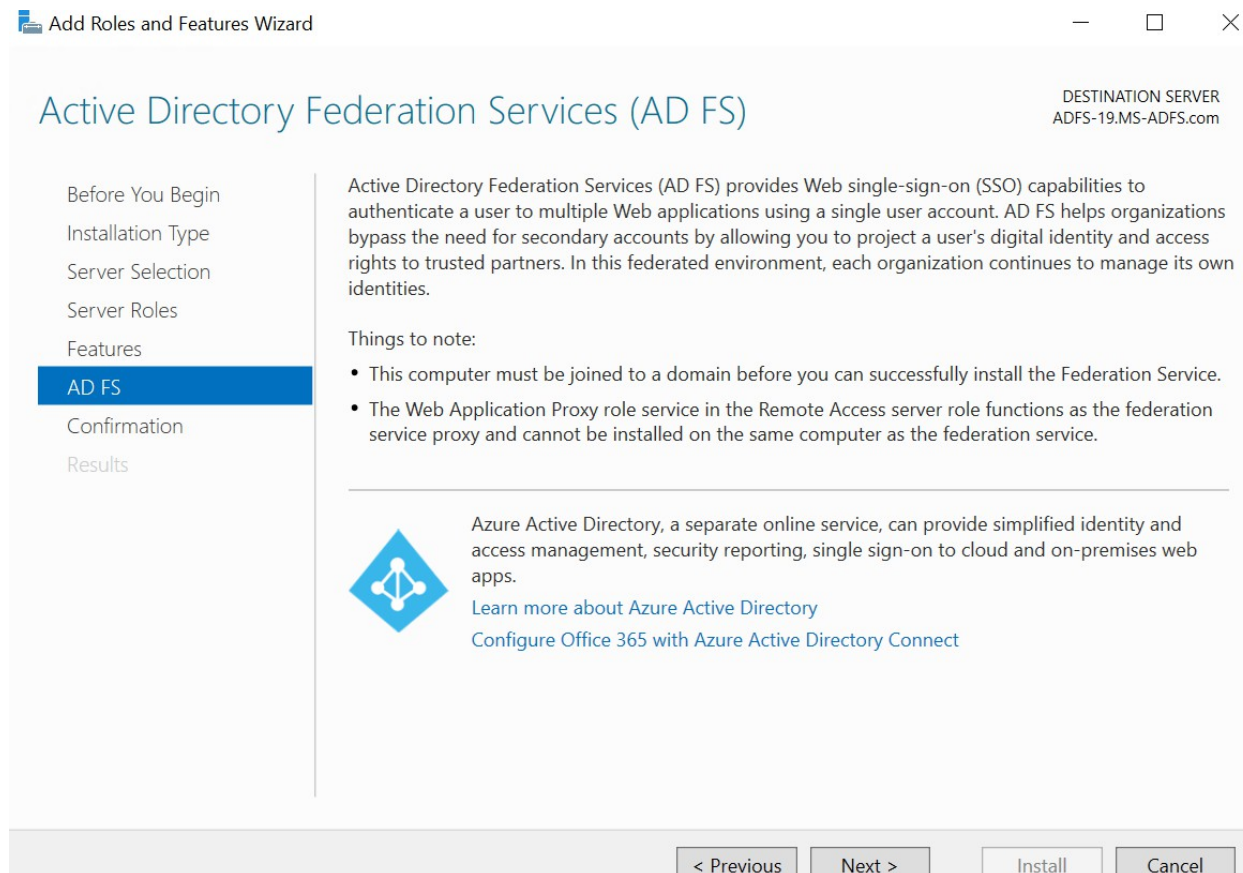 Add Roles and Features Wizard
Active Directory Federation Services (AD FS)
DESTINATION SERVER
ADFS-19.MS-ADFS.com
Before You Begin
Installation Type
Server Selection
Server Roles
Features
AD FS
Confirmation
Results
Active Directory Federation Services (AD FS) provides Web single-sign-on (SSO) capabilities to
authenticate a user to multiple Web applications using a single user account. AD FS helps organizations
bypass the need for secondary accounts by allowing you to project a user's digital identity and access
rights to trusted partners. In this federated environment, each organization continues to manage its own
identities.
Things to note:
• This computer must be joined to a domain before you can successfully install the Federation Service.
• The Web Application Proxy role service in the Remote Access server role functions as the federation
service proxy and cannot be installed on the same computer as the federation service.
Azure Active Directory, a separate online service, can provide simplified identity and
access management, security reporting, single sign-on to cloud and on-premises web
apps.
Learn more about Azure Active Directory
Configure Office 365 with Azure Active Directory Connect
< Previous
Next >
Install
Cancel